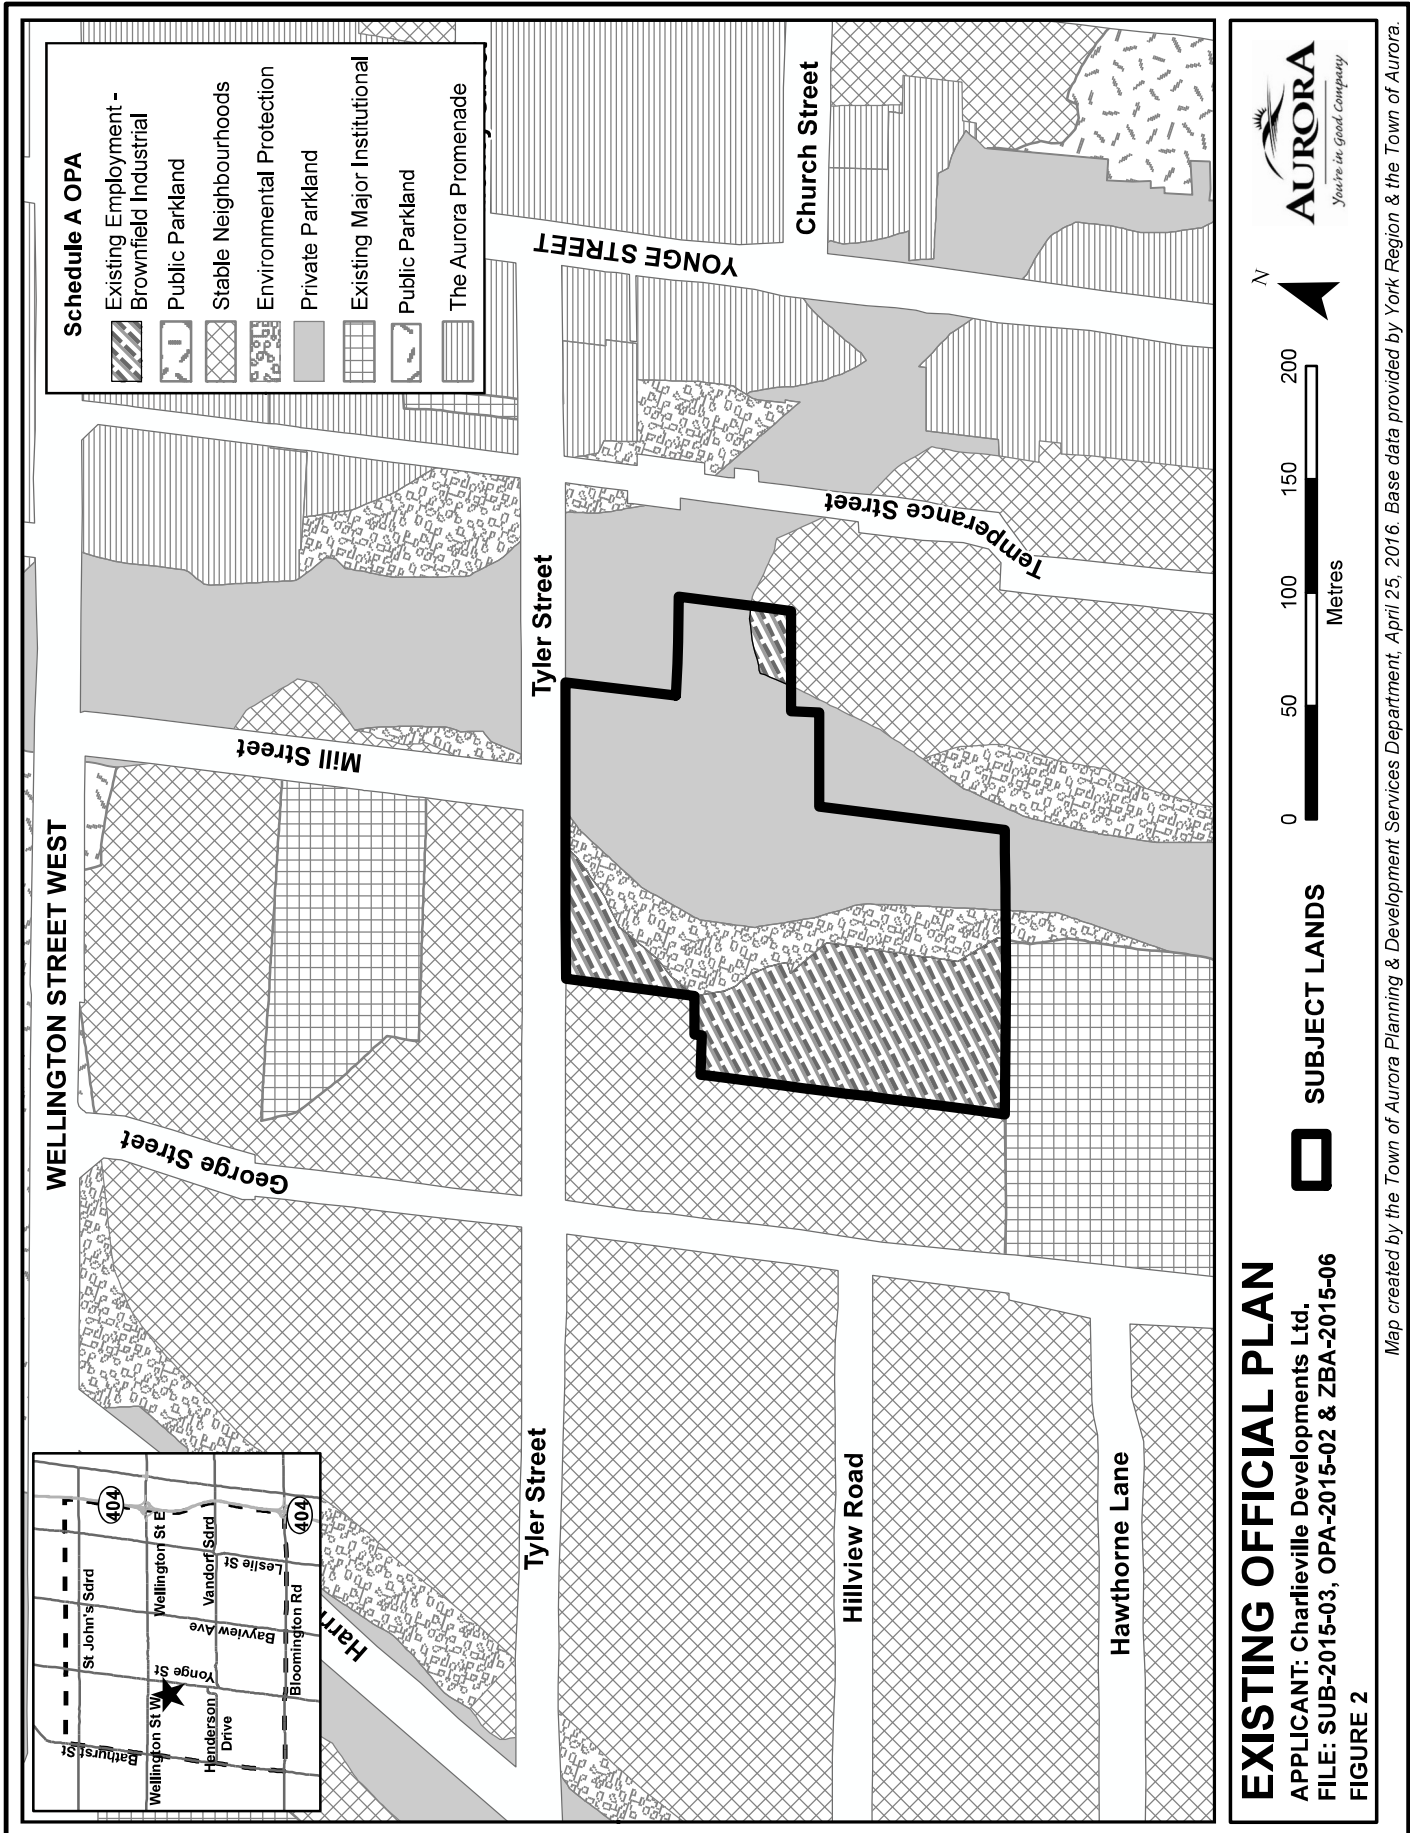 Schedule A OPA
Existing Employment -
Brownfield Industrial
Public Parkland
Stable Neighbourhoods
Environmental Protection
Private Parkland
Existing Major Institutional
Public Parkland
The Aurora Promenade
WELLINGTON STREET WEST
YONGE STREET
Church Street
Tyler Street
Temperance Street
Mill Street
George Street
Tyler Street
Hillview Road
Hawthorne Lane
St John's Sdrd
404
Wellington St E
Vandorf Sdrd
Leslie St
404
Bayview Ave
Bloomington Rd
Yonge St
Wellington St W
Henderson
Drive
Bathurst St
EXISTING OFFICIAL PLAN
APPLICANT: Charlieville Developments Ltd.
FILE: SUB-2015-03, OPA-2015-02 & ZBA-2015-06
FIGURE 2
SUBJECT LANDS
0 50 100 150 200
Metres
N
AURORA
You're in Good Company
Map created by the Town of Aurora Planning & Development Services Department, April 25, 2016. Base data provided by York Region & the Town of Aurora.